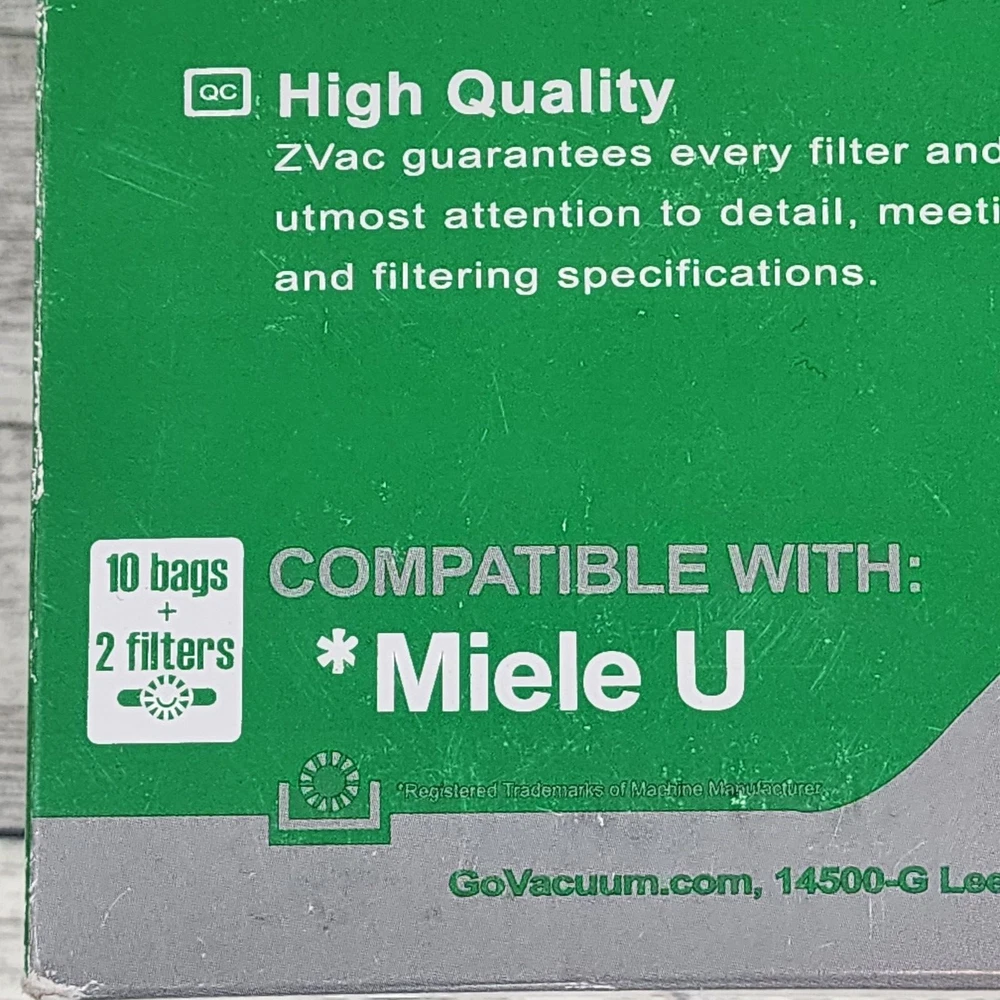 QC High Quality
ZVac guarantees every filter and
utmost attention to detail, meeti
and filtering specifications.
10 bags
+
2 filters
COMPATIBLE WITH:
*Miele U
*Registered Trademarks of Machine Manufacturer
GoVacuum.com, 14500-G Lee